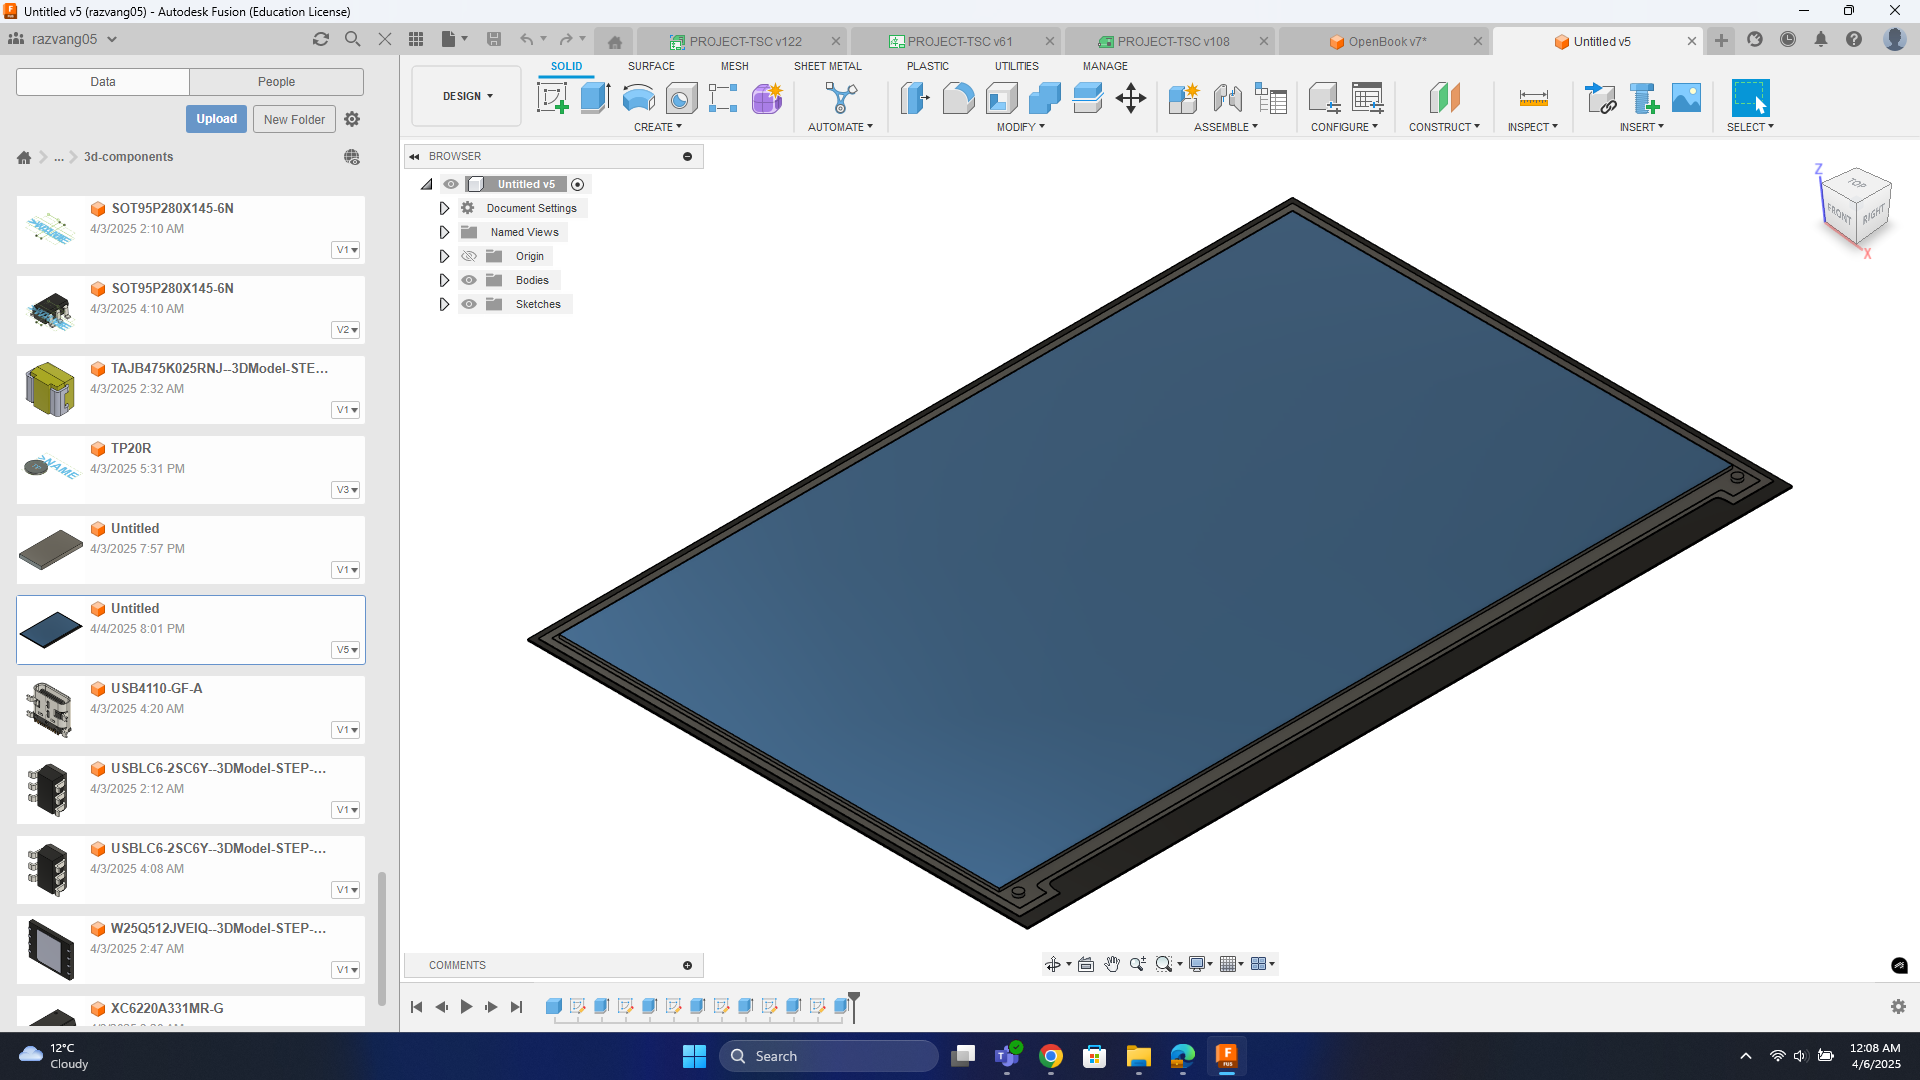 Untitled v5 (razvang05) - Autodesk Fusion (Education License)
razvang05
PROJECT-TSC v122
PROJECT-TSC v61
PROJECT-TSC v108
OpenBook v7*
Untitled v5
Data
People
Upload
New Folder
... 3d-components
SOT95P280X145-6N
4/3/2025 2:10 AM
V1
SOT95P280X145-6N
4/3/2025 4:10 AM
V2
TAJB475K025RNJ--3DModel-STE...
4/3/2025 2:32 AM
V1
TP20R
4/3/2025 5:31 PM
V3
Untitled
4/3/2025 7:57 PM
V1
Untitled
4/4/2025 8:01 PM
V5
USB4110-GF-A
4/3/2025 4:20 AM
V1
USBLC6-2SC6Y--3DModel-STEP-...
4/3/2025 2:12 AM
V1
USBLC6-2SC6Y--3DModel-STEP-...
4/3/2025 4:08 AM
V1
W25Q512JVEIQ--3DModel-STEP-...
4/3/2025 2:47 AM
V1
XC6220A331MR-G
DESIGN
SOLID
SURFACE
MESH
SHEET METAL
PLASTIC
UTILITIES
MANAGE
CREATE
AUTOMATE
MODIFY
ASSEMBLE
CONFIGURE
CONSTRUCT
INSPECT
INSERT
SELECT
BROWSER
Untitled v5
Document Settings
Named Views
Origin
Bodies
Sketches
Z
TOP
FRONT
RIGHT
X
COMMENTS
12°C
Cloudy
Search
12:08 AM
4/6/2025